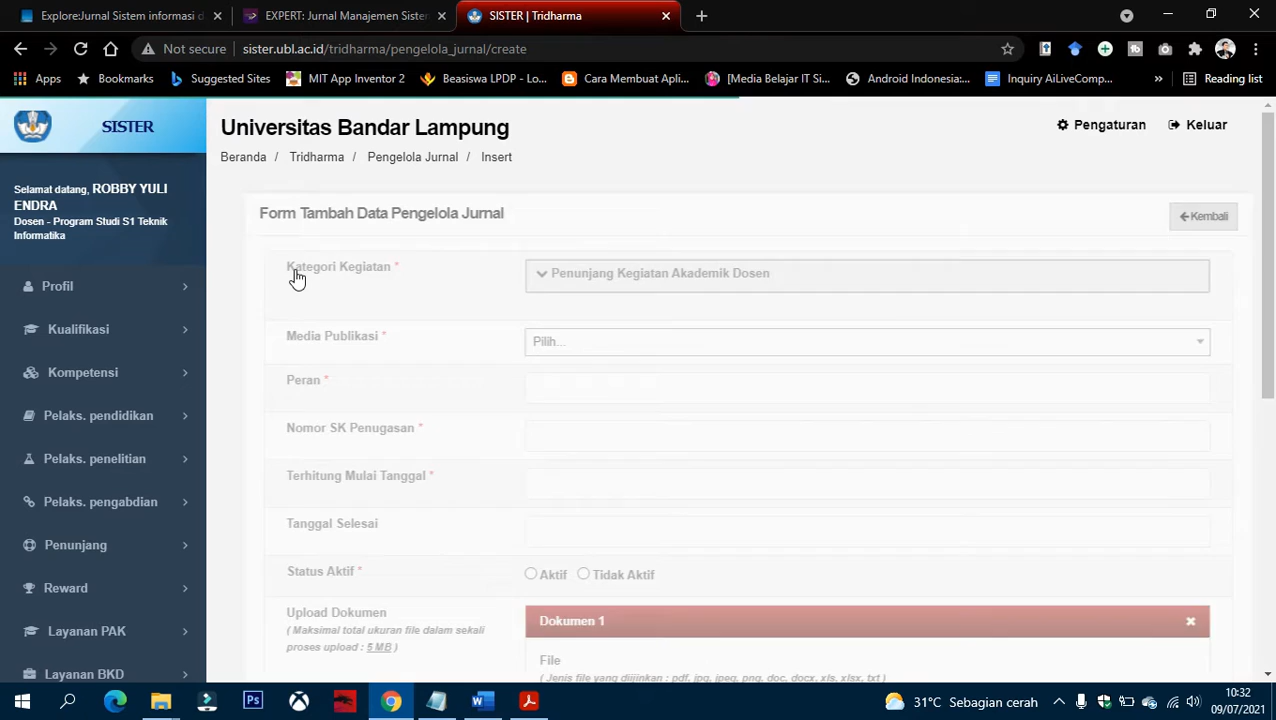 Explore:Jurnal Sistem informasi d
EXPERT: Jurnal Manajemen Sister
SISTER | Tridharma
Not secure
sister.ubl.ac.id/tridharma/pengelola_jurnal/create
Apps
Bookmarks
Suggested Sites
MIT App Inventor 2
Beasiswa LPDP - Lo...
Cara Membuat Apli...
[Media Belajar IT Si...
Android Indonesia:...
Inquiry AiLiveComp...
»
Reading list
SISTER
Universitas Bandar Lampung
Pengaturan
Keluar
Beranda / Tridharma / Pengelola Jurnal / Insert
Selamat datang, ROBBY YULI
ENDRA
Dosen - Program Studi S1 Teknik
Informatika
Form Tambah Data Pengelola Jurnal
Kembali
Kategori Kegiatan *
Penunjang Kegiatan Akademik Dosen
Media Publikasi *
Pilih...
Peran *
Nomor SK Penugasan *
Terhitung Mulai Tanggal *
Tanggal Selesai
Status Aktif *
Aktif
Tidak Aktif
Upload Dokumen
( Maksimal total ukuran file dalam sekali
proses upload : 5 MB )
Dokumen 1
File
( Jenis file yang diijinkan : pdf, jpg, jpeg, png, doc, docx, xls, xlsx, txt )
Profil
Kualifikasi
Kompetensi
Pelaks. pendidikan
Pelaks. penelitian
Pelaks. pengabdian
Penunjang
Reward
Layanan PAK
Layanan BKD
31°C Sebagian cerah
10:32
09/07/2021